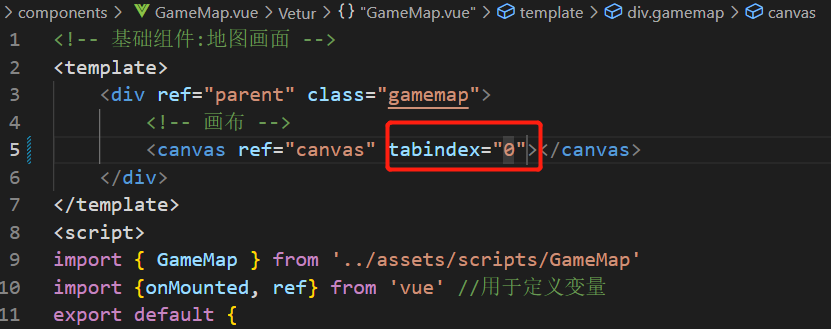 components > GameMap.vue > Vetur > {} "GameMap.vue" > template > div.gamemap > canvas
1 <!-- 基础组件:地图画面 -->
2 <template>
3 <div ref="parent" class="gamemap">
4 <!-- 画布 -->
5 <canvas ref="canvas" tabindex="0"></canvas>
6 </div>
7 </template>
8 <script>
9 import { GameMap } from '../assets/scripts/GameMap'
10 import {onMounted, ref} from 'vue' //用于定义变量
11 export default {